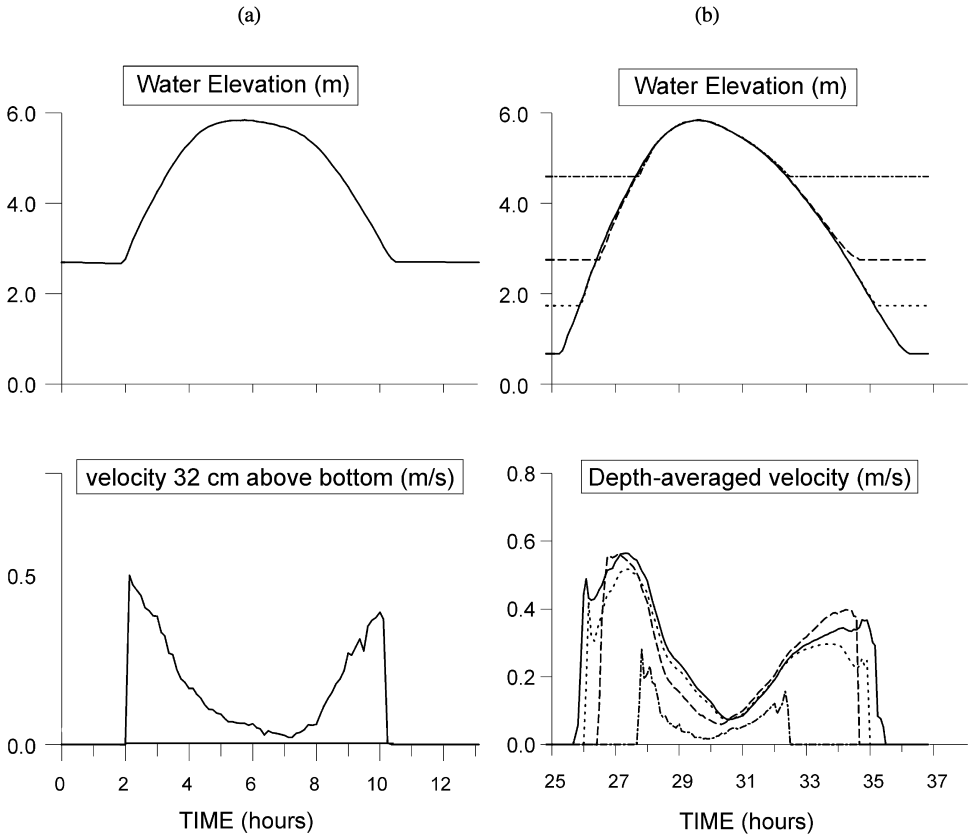 (a)
(b)
Water Elevation (m)
Water Elevation (m)
6.0
4.0
2.0
0.0
6.0
4.0
2.0
0.0
velocity 32 cm above bottom (m/s)
Depth-averaged velocity (m/s)
0.5
0.0
0.8
0.6
0.4
0.2
0.0
0 2 4 6 8 10 12
25 27 29 31 33 35 37
TIME (hours)
TIME (hours)